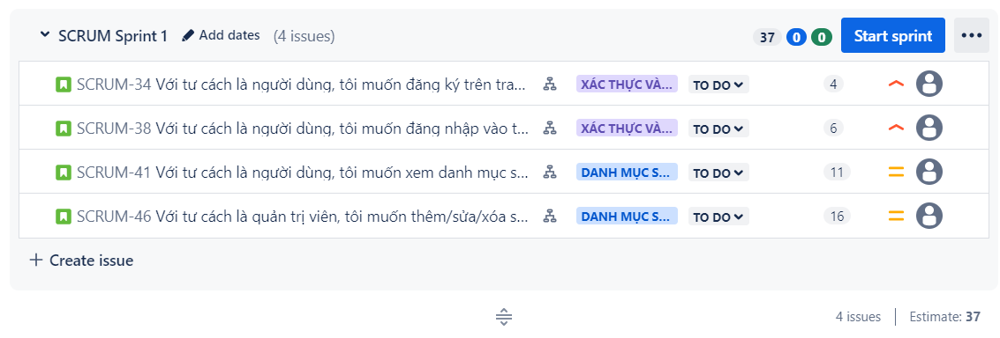 SCRUM Sprint 1 Add dates (4 issues) 37 0 0 Start sprint
SCRUM-34 Với tư cách là người dùng, tôi muốn đăng ký trên tra... XÁC THỰC VÀ... TO DO 4
SCRUM-38 Với tư cách là người dùng, tôi muốn đăng nhập vào t... XÁC THỰC VÀ... TO DO 6
SCRUM-41 Với tư cách là người dùng, tôi muốn xem danh mục s... DANH MỤC S... TO DO 11
SCRUM-46 Với tư cách là quản trị viên, tôi muốn thêm/sửa/xóa s... DANH MỤC S... TO DO 16
Create issue
4 issues Estimate: 37